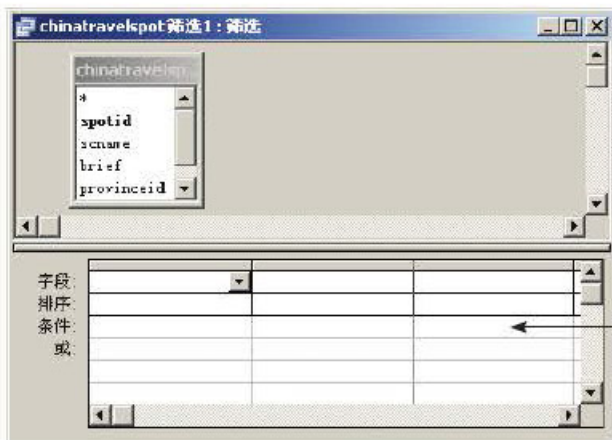 chinatravelspot筛选1:筛选
chinatravelsp
*
spotid
scname
brief
provinceid
字段:
排序:
条件:
或: